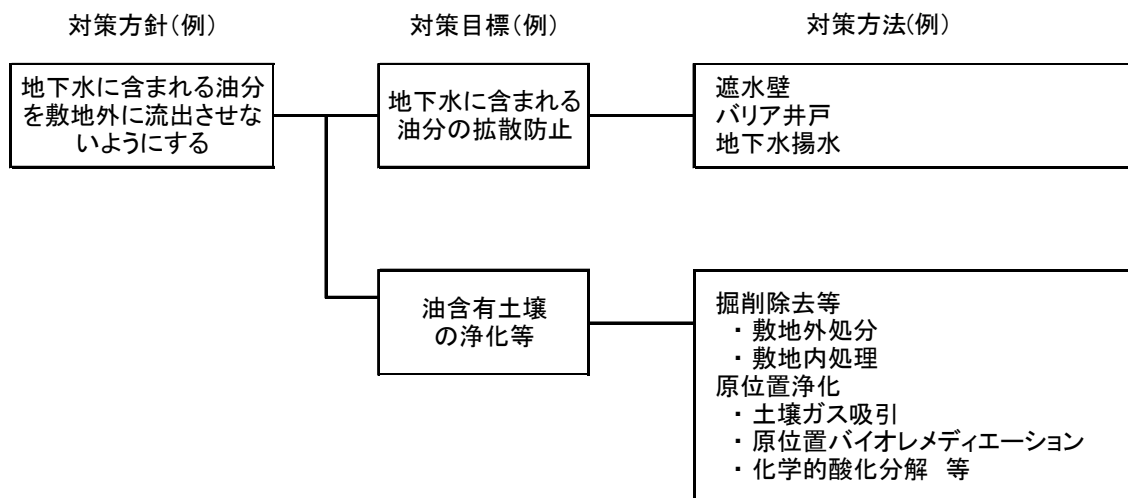 対策方針(例)
対策目標(例)
対策方法(例)
地下水に含まれる油分
を敷地外に流出させな
いようにする
地下水に含まれる
油分の拡散防止
遮水壁
バリア井戸
地下水揚水
油含有土壌
の浄化等
掘削除去等
・敷地外処分
・敷地内処理
原位置浄化
・土壌ガス吸引
・原位置バイオレメディエーション
・化学的酸化分解 等